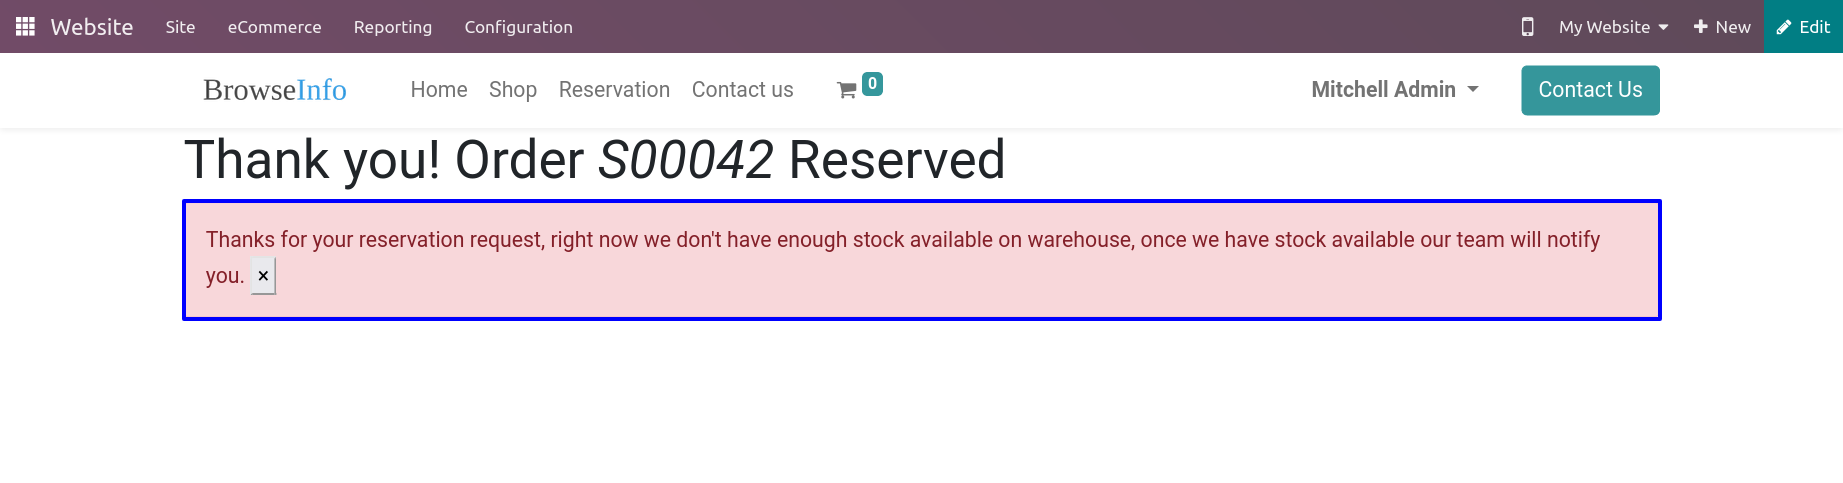 Website Site eCommerce Reporting Configuration My Website New Edit
BrowseInfo Home Shop Reservation Contact us 0 Mitchell Admin Contact Us
Thank you! Order S00042 Reserved
Thanks for your reservation request, right now we don't have enough stock available on warehouse, once we have stock available our team will notify
you. ×